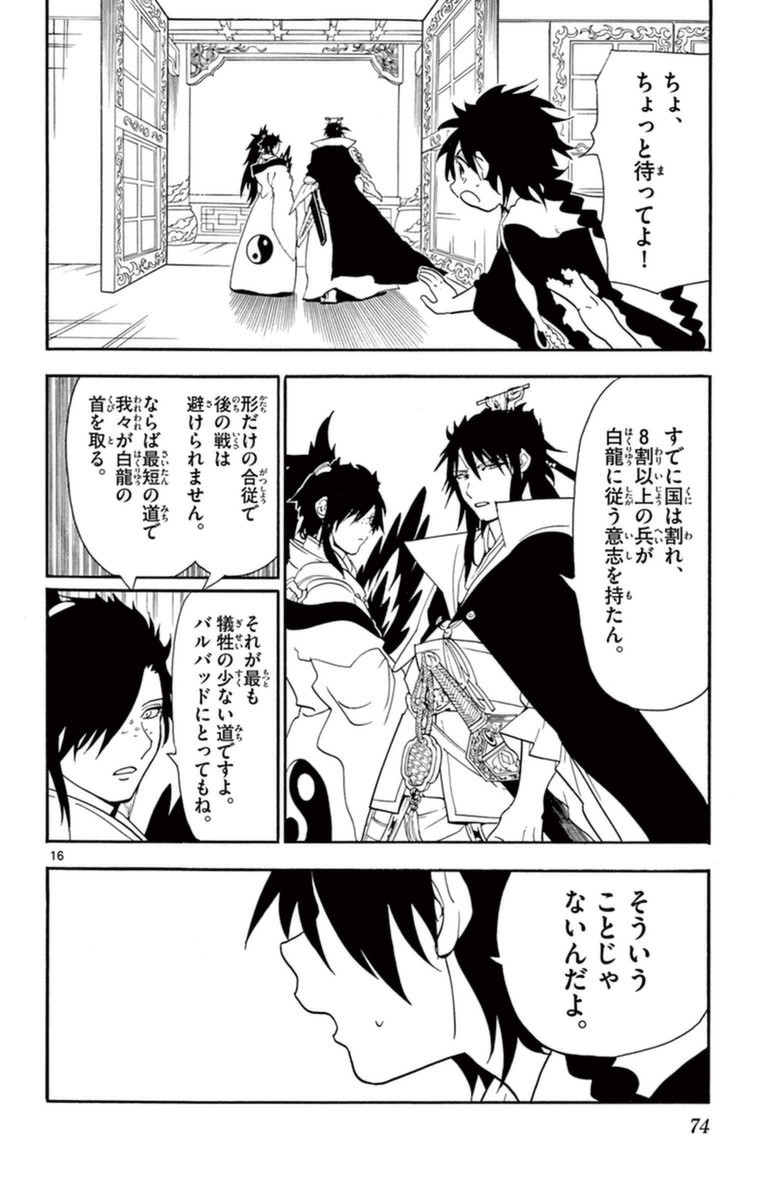 ちょ、
ちょっと待ってよ！
すでに国は割れ、
8割以上の兵が
白龍に従う意志を持たん。
形だけの合従で
後の戦は
避けられません。
ならば最短の道で
我々が白龍の
首を取る。
それが最も
犠牲の少ない道ですよ。
バルバッドにとってもね。
16
そういう
ことじゃ
ないんだよ。
74